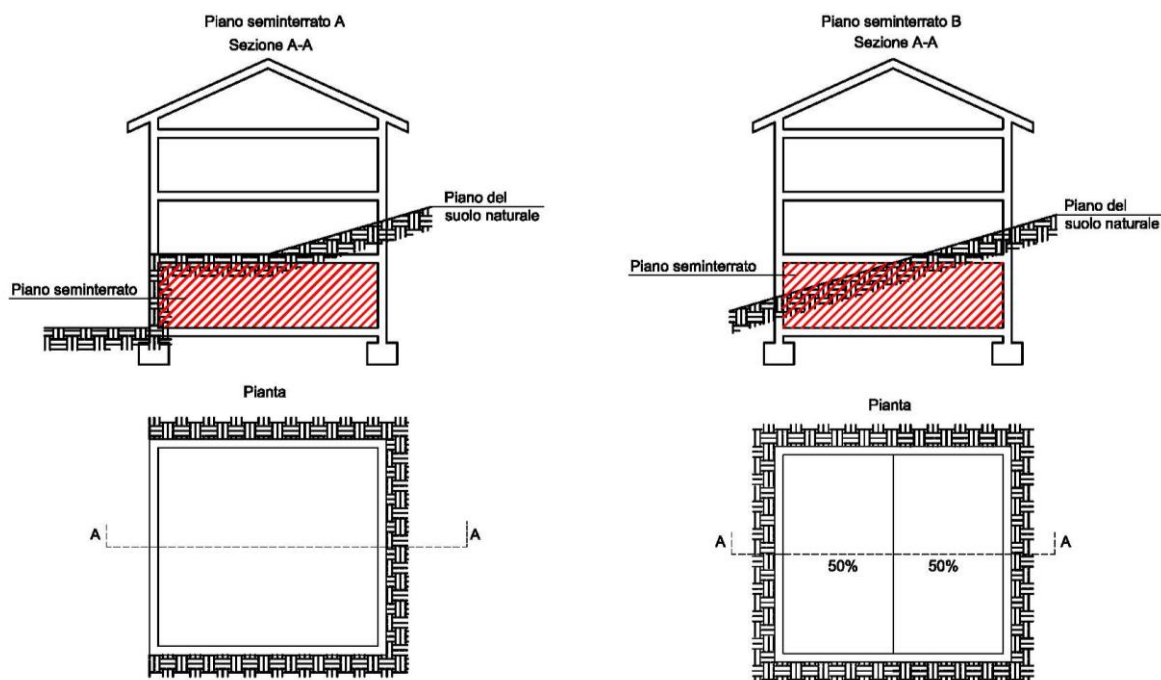 Piano seminterrato A
Sezione A-A
Piano del
suolo naturale
Piano seminterrato
Pianta
A
A
Piano seminterrato B
Sezione A-A
Piano del
suolo naturale
Piano seminterrato
Pianta
A
A
50%
50%